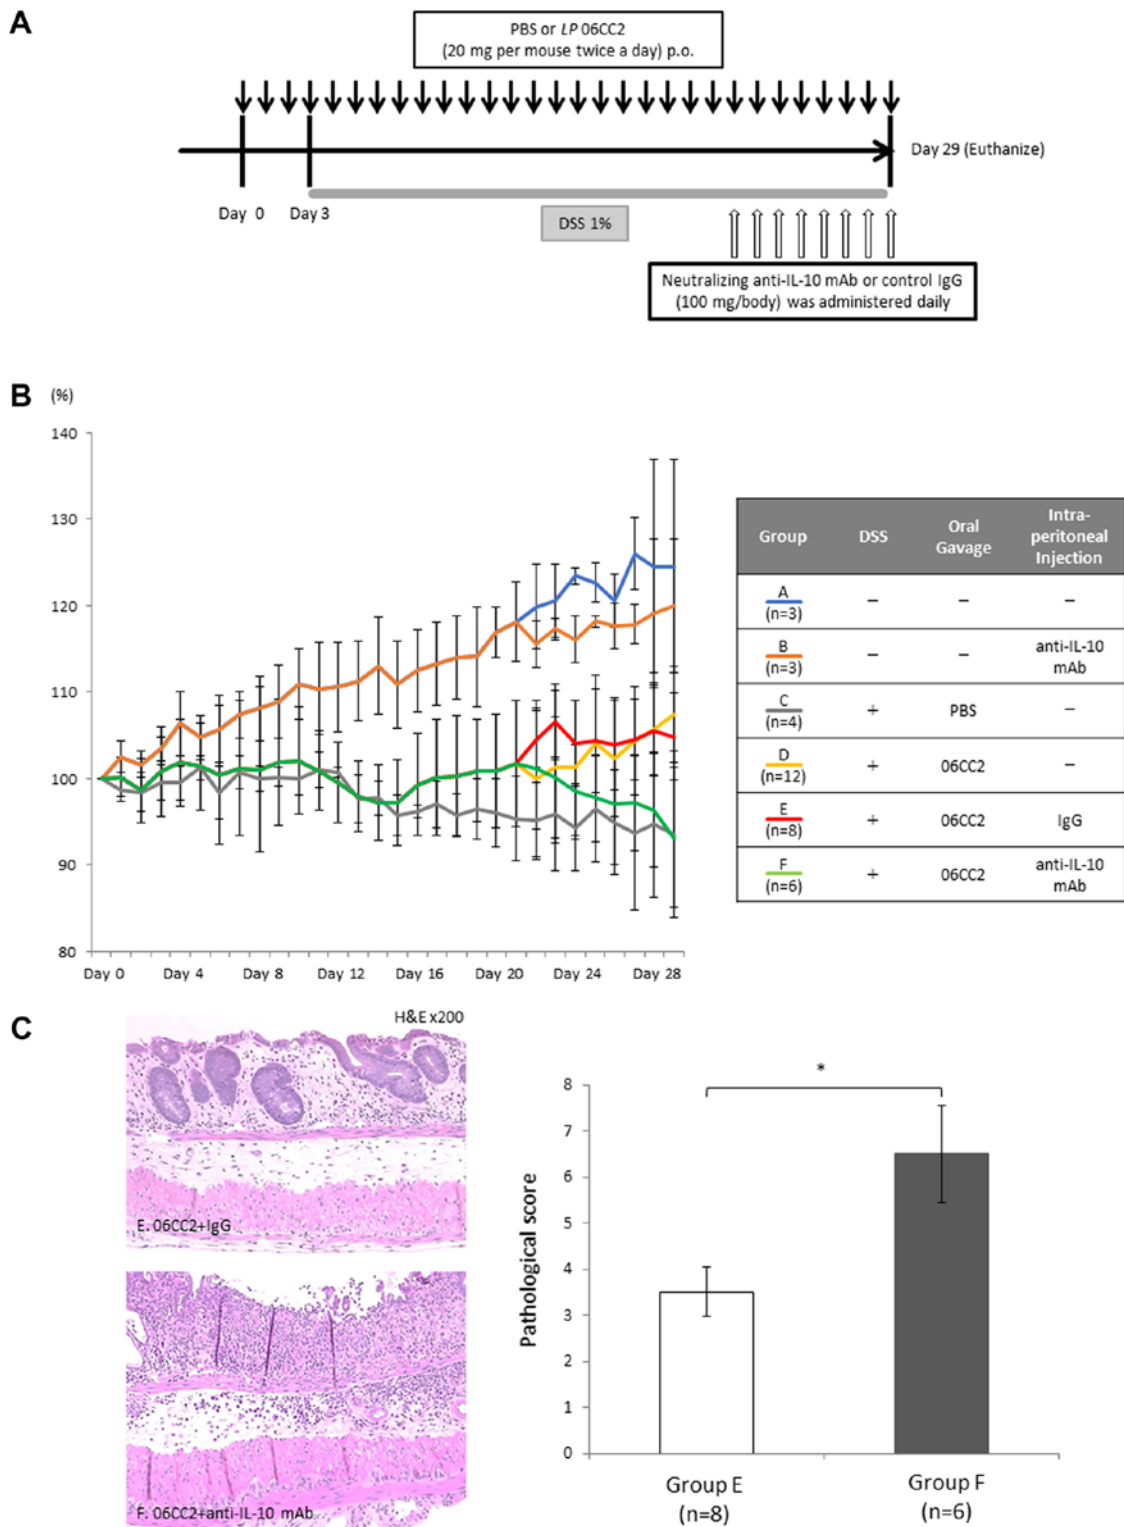 A
PBS or LP 06CC2
(20 mg per mouse twice a day) p.o.
Day 29 (Euthanize)
Day 0
Day 3
DSS 1%
Neutralizing anti-IL-10 mAb or control IgG
(100 mg/body) was administered daily
B
(%)
140
130
120
110
100
90
80
Day 0
Day 4
Day 8
Day 12
Day 16
Day 20
Day 24
Day 28
Group
DSS
Oral
Gavage
Intra-
peritoneal
Injection
A
(n=3)
–
–
–
B
(n=3)
–
–
anti-IL-10
mAb
C
(n=4)
+
PBS
–
D
(n=12)
+
06CC2
–
E
(n=8)
+
06CC2
IgG
F
(n=6)
+
06CC2
anti-IL-10
mAb
C
H&E x200
E. 06CC2+IgG
F. 06CC2+anti-IL-10 mAb
Pathological score
8
7
6
5
4
3
2
1
0
*
Group E
(n=8)
Group F
(n=6)